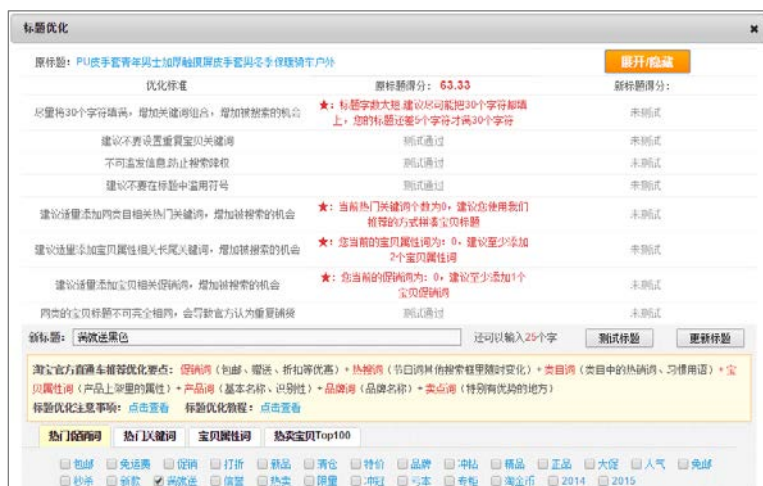 标题优化
原标题：PU皮手套青年男士加厚触摸屏皮手套男冬季保暖骑车户外
展开/隐藏
优化标准 原标题得分：63.33 新标题得分：
尽量将30个字符填满，增加关键词组合，增加被搜索的机会 ★：标题字数太短,建议尽可能把30个字符都填上，您的标题还差5个字符才满30个字符 未测试
建议不要设置重复宝贝关键词 测试通过 未测试
不可滥发信息,防止搜索降权 测试通过 未测试
建议不要在标题中滥用符号 测试通过 未测试
建议适量添加同类目相关热门关键词，增加被搜索的机会 ★：当前热门关键词个数为0，建议您使用我们推荐的方式拼凑宝贝标题 未测试
建议适量添加宝贝属性相关长尾关键词，增加被搜索的机会 ★：您当前的宝贝属性词为：0，建议至少添加2个宝贝属性词 未测试
建议适量添加宝贝相关促销词，增加被搜索的机会 ★：您当前的促销词为：0，建议至少添加1个宝贝促销词 未测试
同类的宝贝标题不可完全相同，会导致官方认为重复铺货 测试通过 未测试
新标题：满就送黑色 还可以输入25个字 测试标题 更新标题
淘宝官方直通车推荐优化要点：促销词（包邮、赠送、折扣等优惠）+热搜词（节日词其他搜索框里随时变化）+类目词（类目中的热销词、习惯用语）+宝
贝属性词（产品上架里的属性）+产品词（基本名称、识别性）+品牌词（品牌名称）+卖点词（特别有优势的地方）
标题优化注意事项：点击查看 标题优化教程：点击查看
热门促销词 热门关键词 宝贝属性词 热卖宝贝Top100
包邮 免运费 促销 打折 新品 清仓 特价 品牌 冲钻 精品 正品 大促 人气 免邮
秒杀 新款 满就送 信誉 热卖 限量 冲冠 亏本 专柜 淘金币 2014 2015